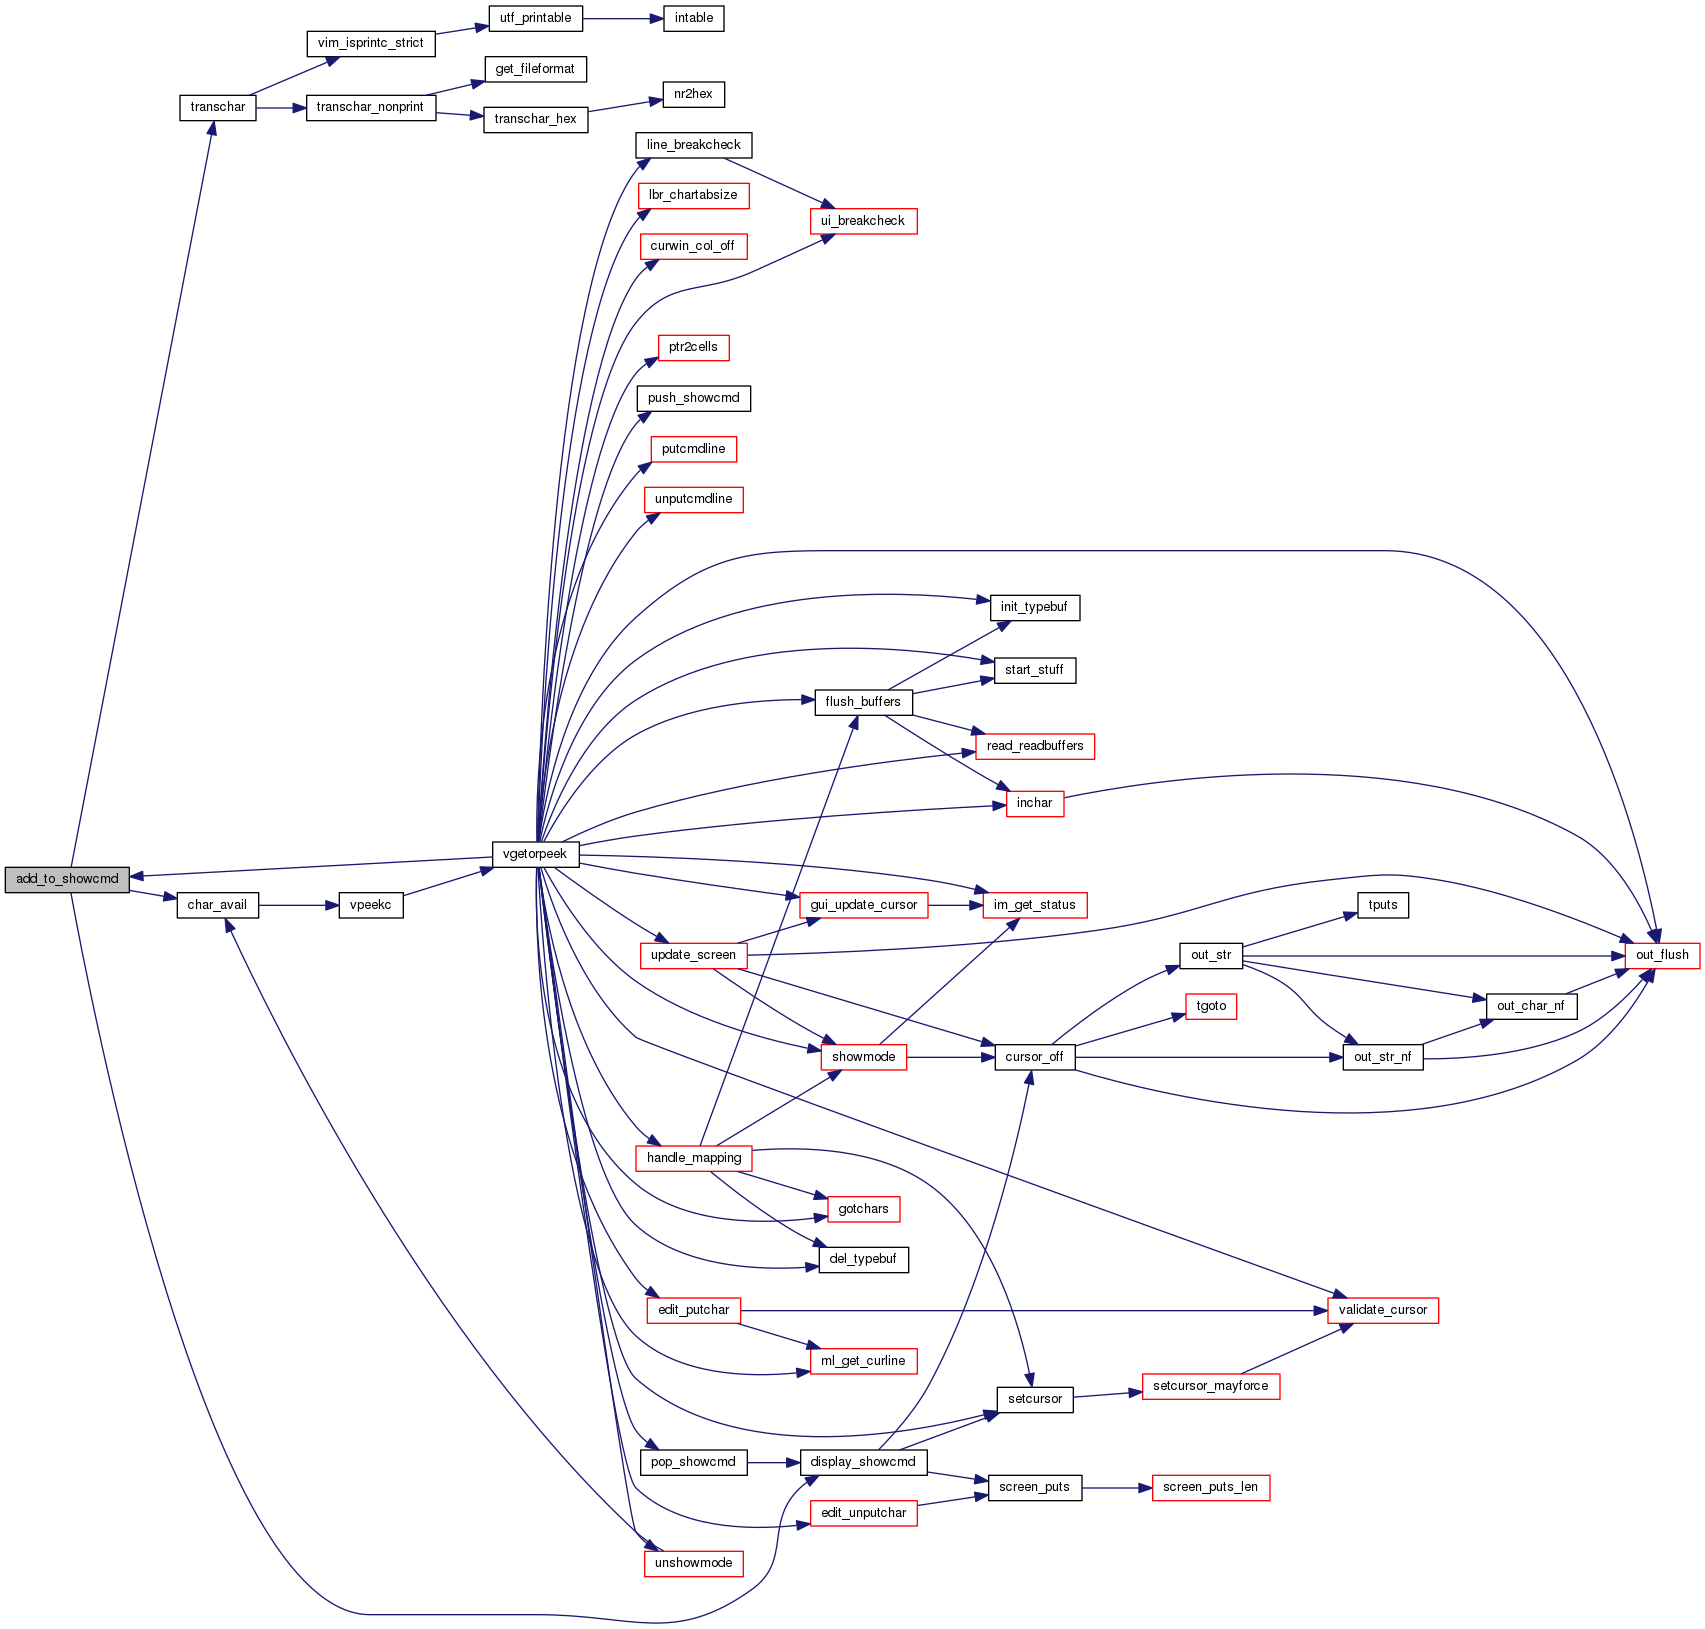 utf_printable
intable
vim_isprintc_strict
get_fileformat
nr2hex
transchar
transchar_nonprint
transchar_hex
line_breakcheck
lbr_chartabsize
ui_breakcheck
curwin_col_off
ptr2cells
push_showcmd
putcmdline
unputcmdline
init_typebuf
start_stuff
flush_buffers
read_readbuffers
inchar
vgetorpeek
add_to_showcmd
char_avail
vpeekc
gui_update_cursor
im_get_status
tputs
update_screen
out_str
out_flush
tgoto
out_char_nf
showmode
cursor_off
out_str_nf
handle_mapping
gotchars
del_typebuf
edit_putchar
validate_cursor
ml_get_curline
setcursor_mayforce
setcursor
pop_showcmd
display_showcmd
screen_puts
screen_puts_len
edit_unputchar
unshowmode